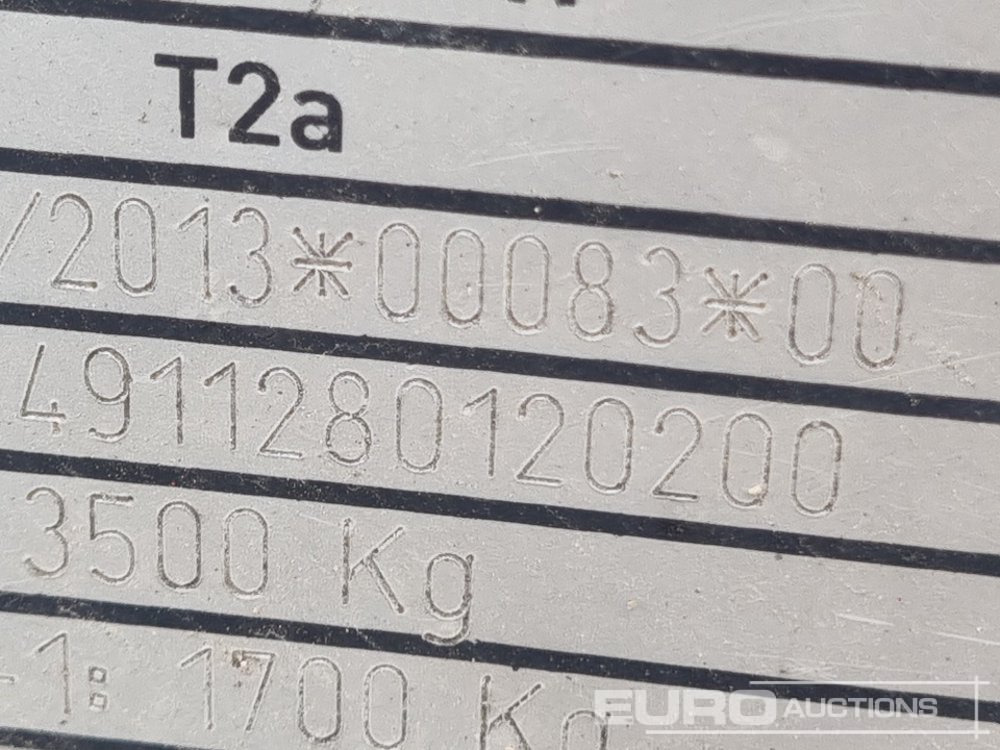 T2a
/2013*00083*00
4911280120200
3500 Kg
-1: 1700 Kg
EURO AUCTIONS